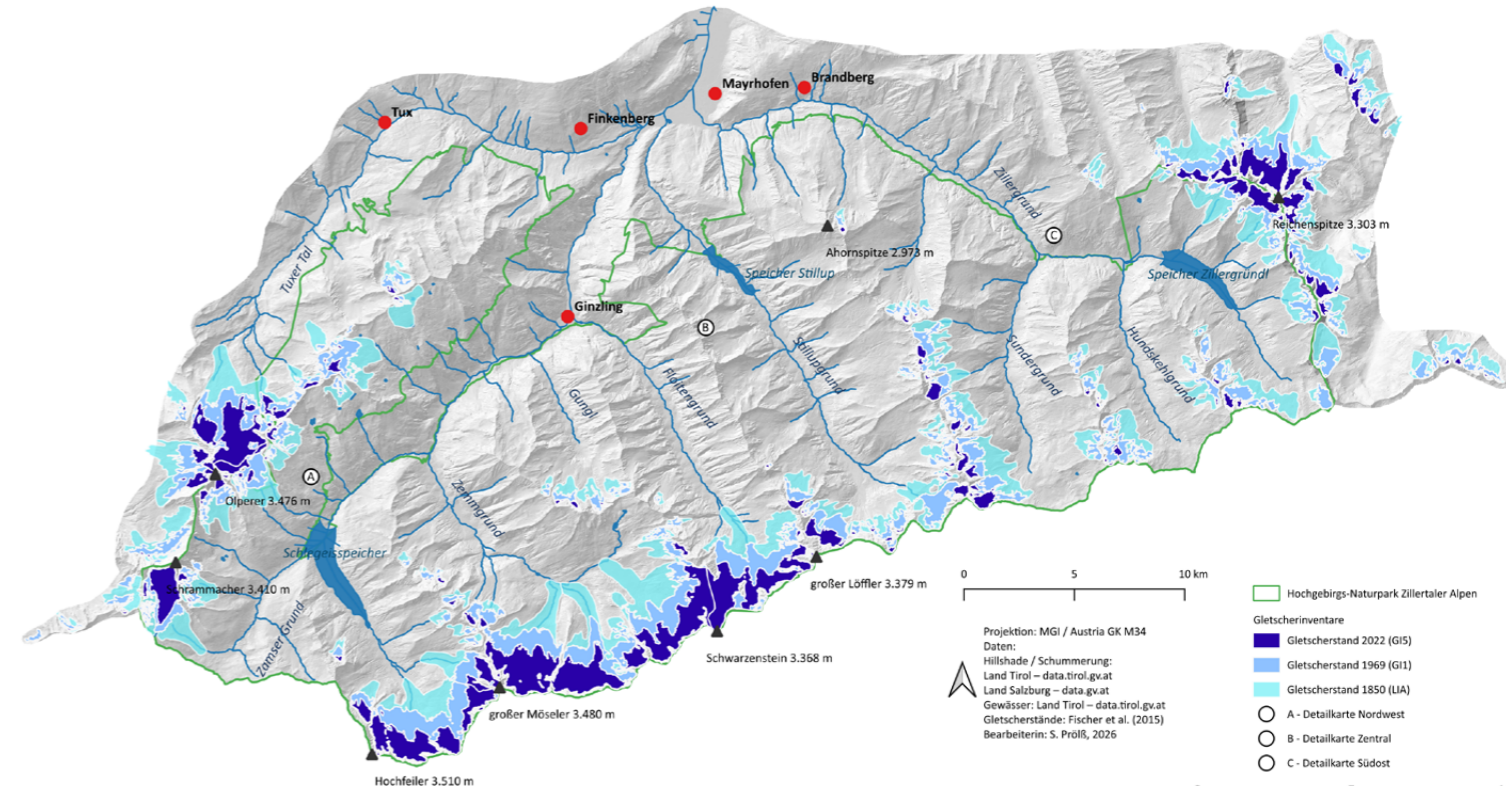 Mayrhofen
Brandberg
Tux
Finkenberg
Zillergrund
Tuxer Tal
Reichenspitze 3.303 m
Ahornspitze 2.973 m
C
Speicher Stillup
Speicher Zillergründl
Ginzling
B
Stillupgrund
Sundergrund
Hundskehlgrund
Floitengrund
Gungl
A
Olperer 3.476 m
Zemmgrund
Schlegeisspeicher
Schrammacher 3.410 m
Zamser Grund
großer Löffler 3.379 m
Schwarzenstein 3.368 m
großer Möseler 3.480 m
Hochfeiler 3.510 m
0 5 10 km
Projektion: MGI / Austria GK M34
Daten:
Hillshade / Schummerung:
Land Tirol – data.tirol.gv.at
Land Salzburg – data.gv.at
Gewässer: Land Tirol – data.tirol.gv.at
Gletscherstände: Fischer et al. (2015)
Bearbeiterin: S. Prölß, 2026
Hochgebirgs-Naturpark Zillertaler Alpen
Gletscherinventare
Gletscherstand 2022 (GI5)
Gletscherstand 1969 (GI1)
Gletscherstand 1850 (LIA)
A - Detailkarte Nordwest
B - Detailkarte Zentral
C - Detailkarte Südost